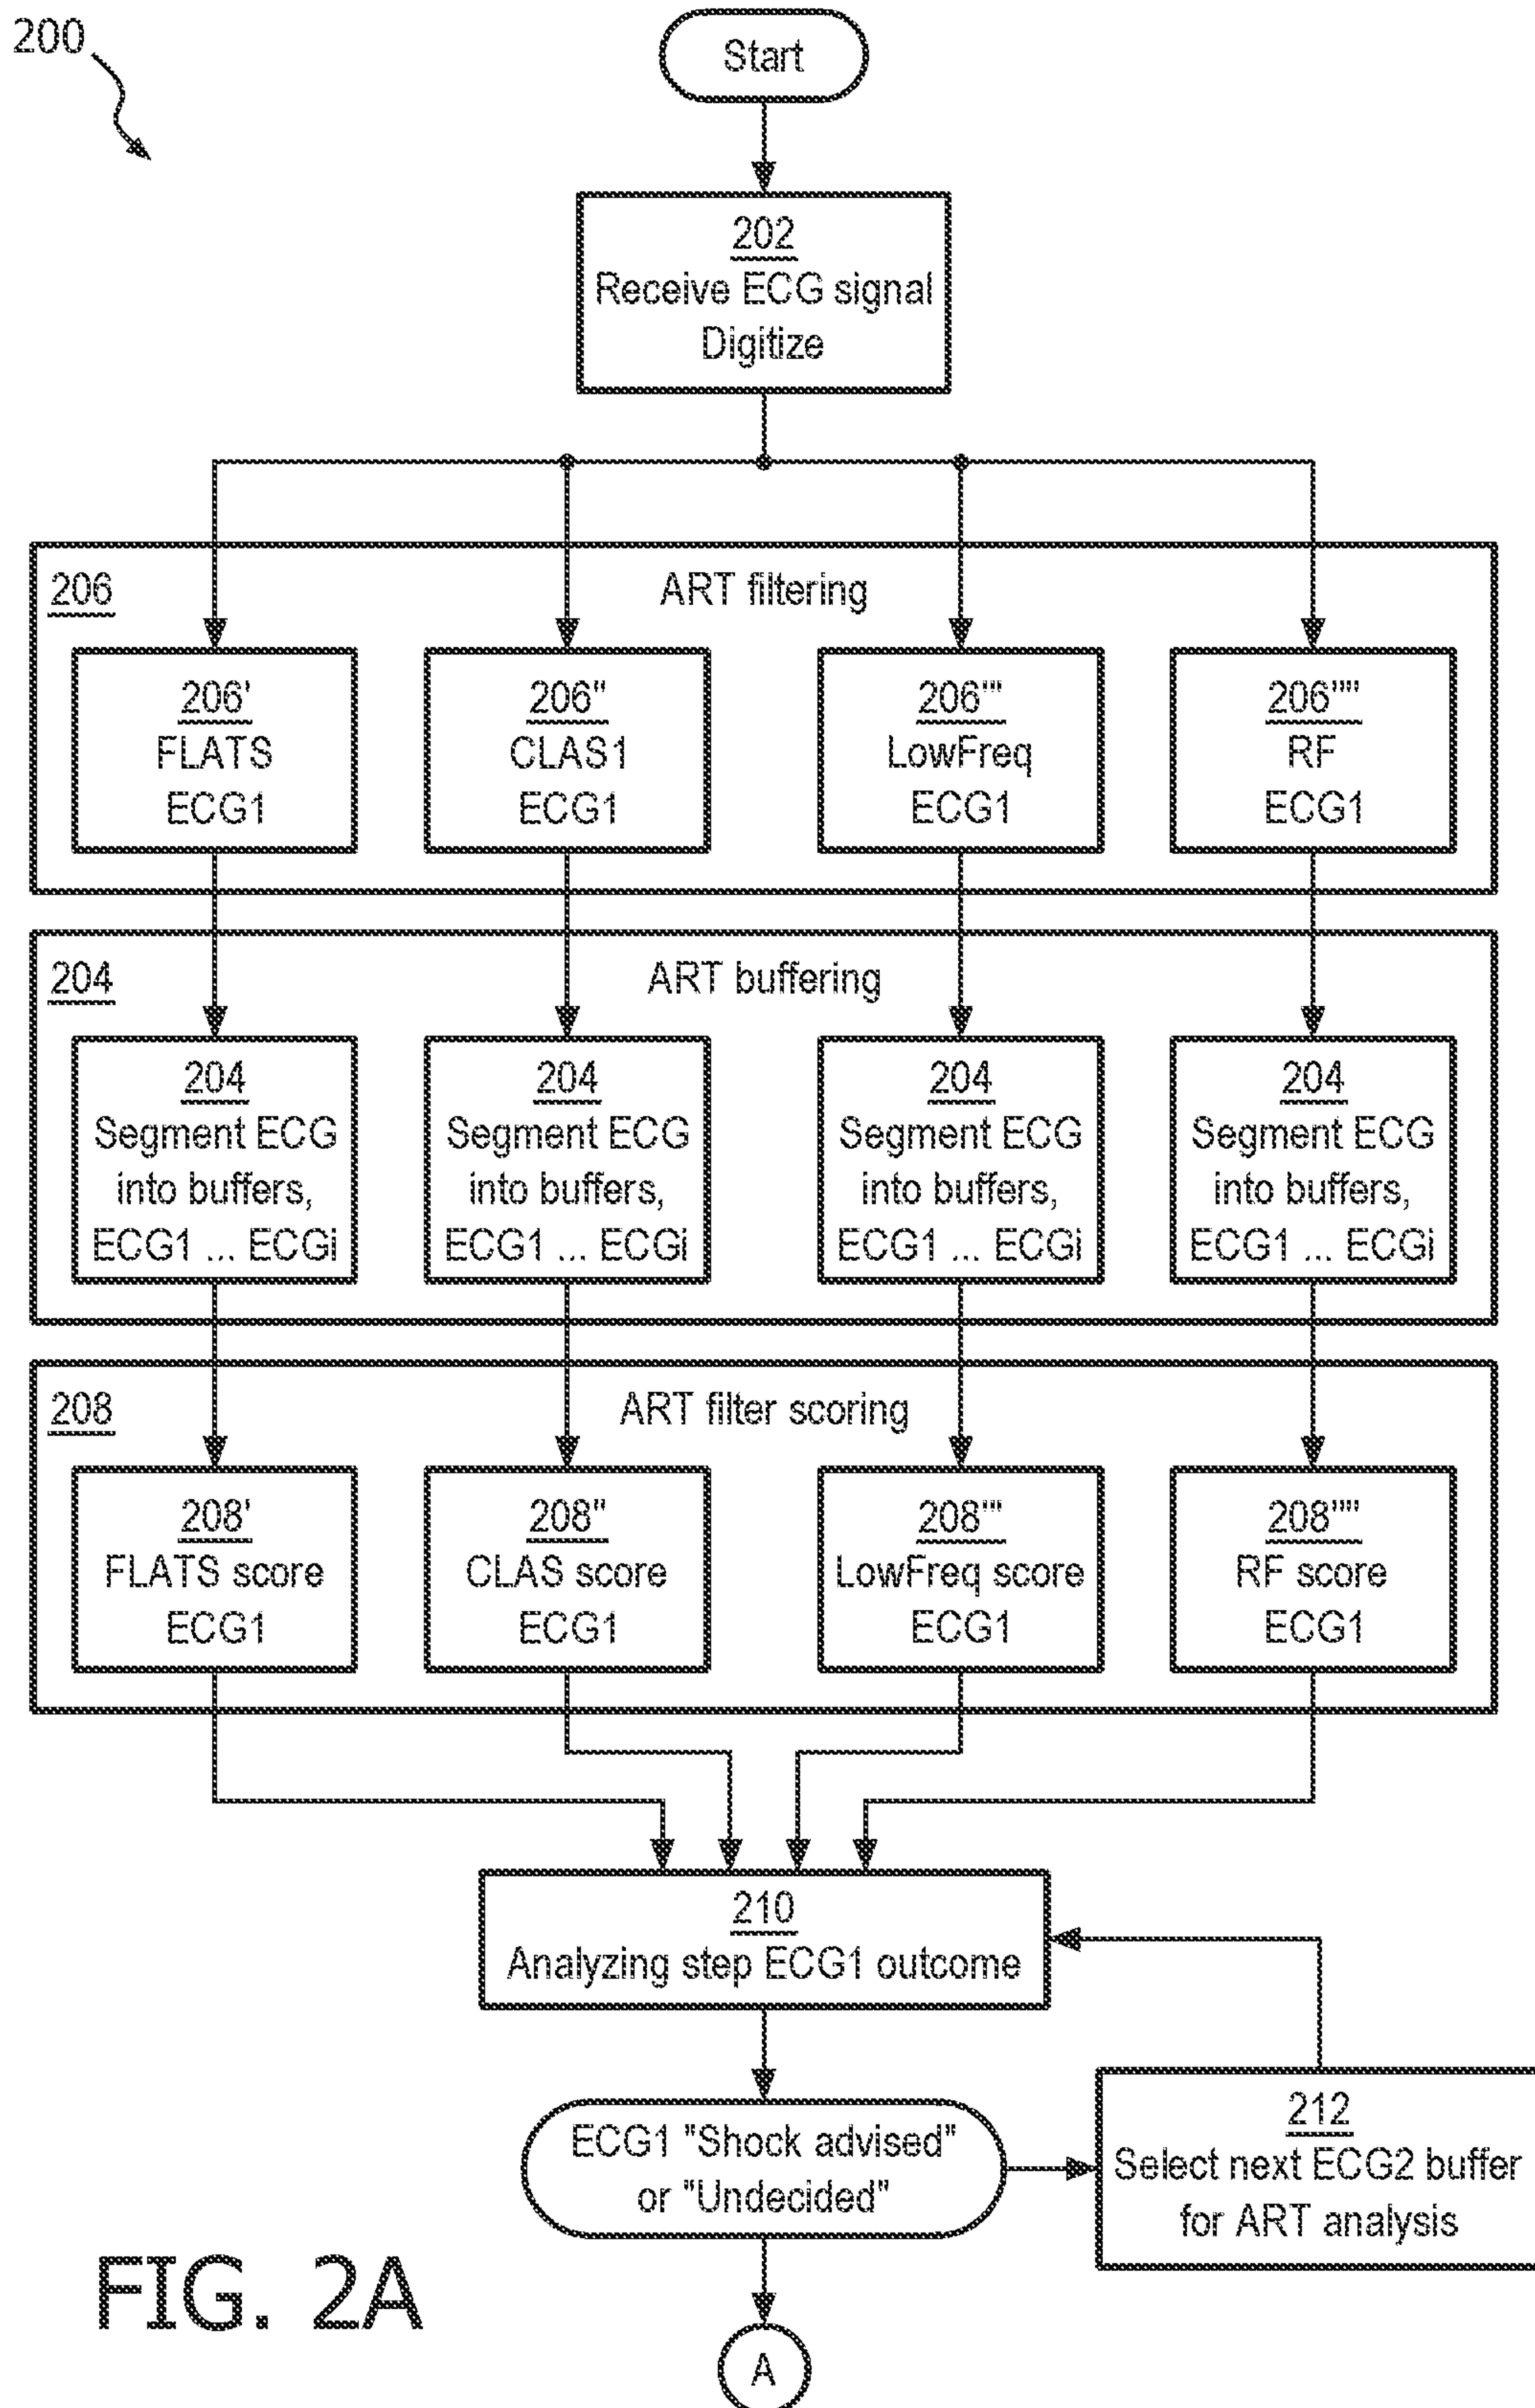 200
Start
202
Receive ECG signal
Digitize
206
ART filtering
206'
FLATS
ECG1
206"
CLAS1
ECG1
206'"
LowFreq
ECG1
206""
RF
ECG1
204
ART buffering
204
Segment ECG
into buffers,
ECG1 ... ECGi
204
Segment ECG
into buffers,
ECG1 ... ECGi
204
Segment ECG
into buffers,
ECG1 ... ECGi
204
Segment ECG
into buffers,
ECG1 ... ECGi
208
ART filter scoring
208'
FLATS score
ECG1
208"
CLAS score
ECG1
208'"
LowFreq score
ECG1
208""
RF score
ECG1
210
Analyzing step ECG1 outcome
ECG1 "Shock advised"
or "Undecided"
212
Select next ECG2 buffer
for ART analysis
A
FIG. 2A